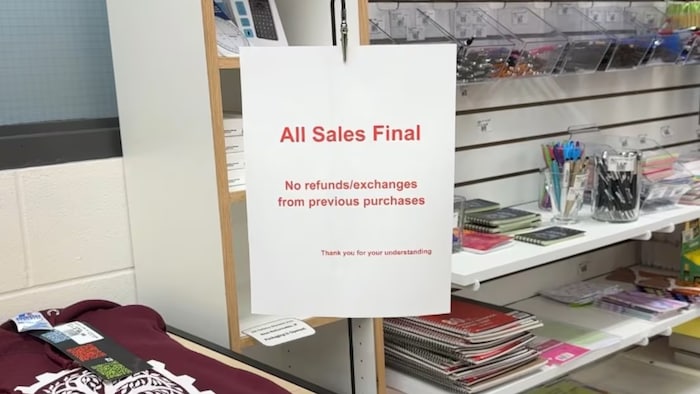 All Sales Final
No refunds/exchanges
from previous purchases
Thank you for your understanding